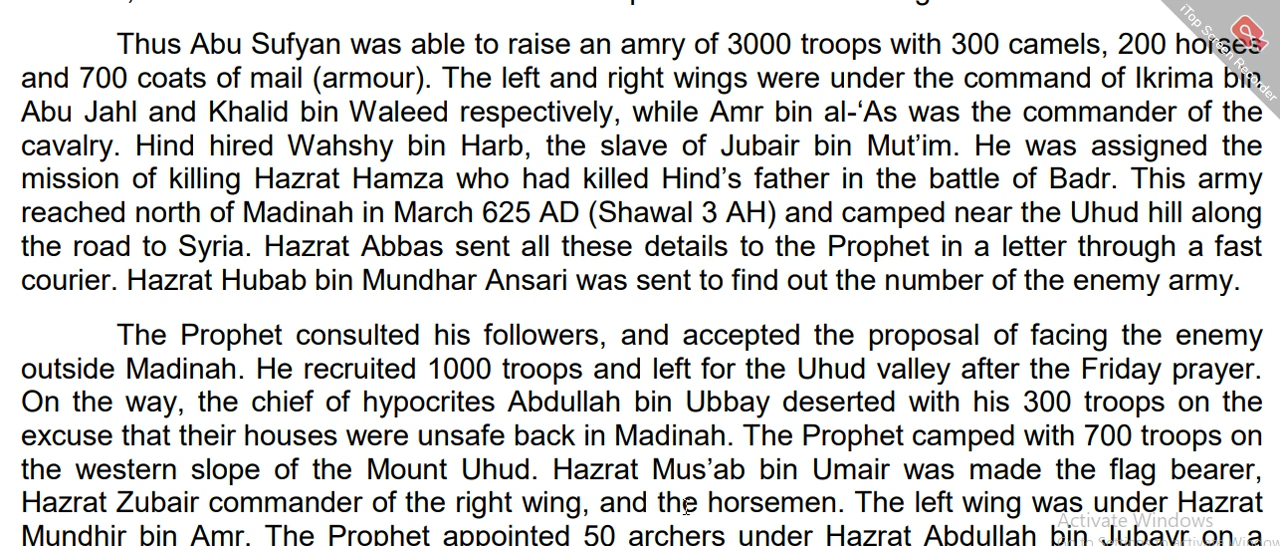 Thus Abu Sufyan was able to raise an amry of 3000 troops with 300 camels, 200 horses
and 700 coats of mail (armour). The left and right wings were under the command of Ikrima bin
Abu Jahl and Khalid bin Waleed respectively, while Amr bin al-‘As was the commander of the
cavalry. Hind hired Wahshy bin Harb, the slave of Jubair bin Mut’im. He was assigned the
mission of killing Hazrat Hamza who had killed Hind’s father in the battle of Badr. This army
reached north of Madinah in March 625 AD (Shawal 3 AH) and camped near the Uhud hill along
the road to Syria. Hazrat Abbas sent all these details to the Prophet in a letter through a fast
courier. Hazrat Hubab bin Mundhar Ansari was sent to find out the number of the enemy army.
The Prophet consulted his followers, and accepted the proposal of facing the enemy
outside Madinah. He recruited 1000 troops and left for the Uhud valley after the Friday prayer.
On the way, the chief of hypocrites Abdullah bin Ubbay deserted with his 300 troops on the
excuse that their houses were unsafe back in Madinah. The Prophet camped with 700 troops on
the western slope of the Mount Uhud. Hazrat Mus’ab bin Umair was made the flag bearer,
Hazrat Zubair commander of the right wing, and the horsemen. The left wing was under Hazrat
Mundhir bin Amr. The Prophet appointed 50 archers under Hazrat Abdullah bin Jubayr on a
iTop Screen Recorder
Activate Windows